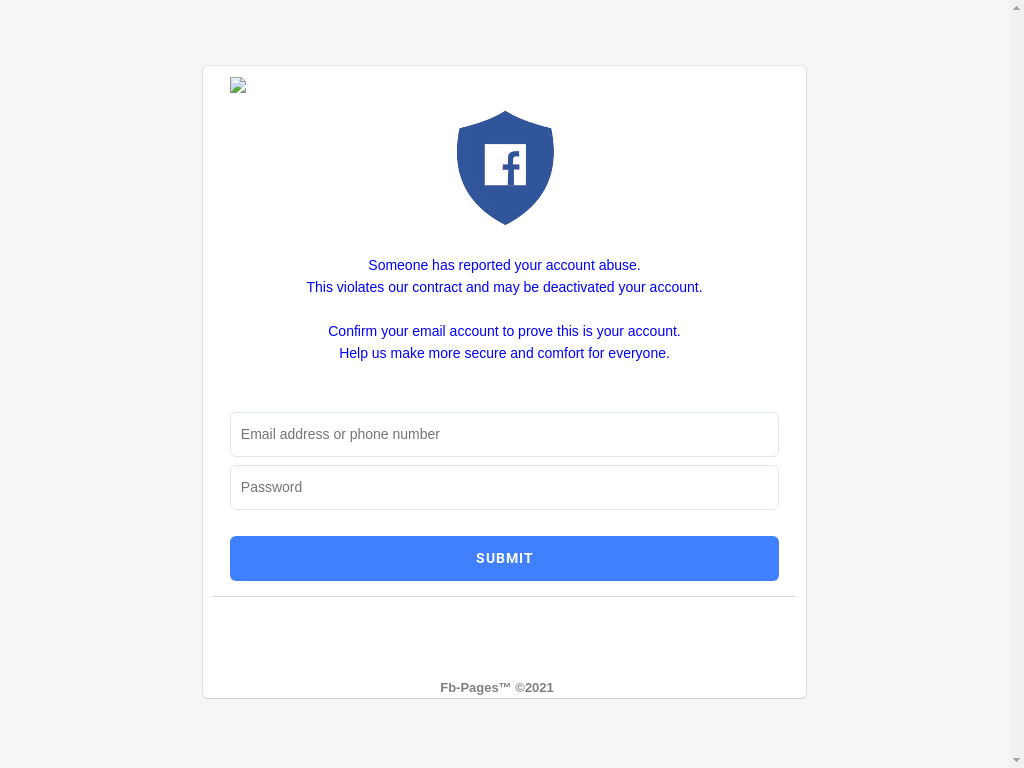 Someone has reported your account abuse.
This violates our contract and may be deactivated your account.
Confirm your email account to prove this is your account.
Help us make more secure and comfort for everyone.
Email address or phone number
Password
SUBMIT
Fb-Pages™ ©2021